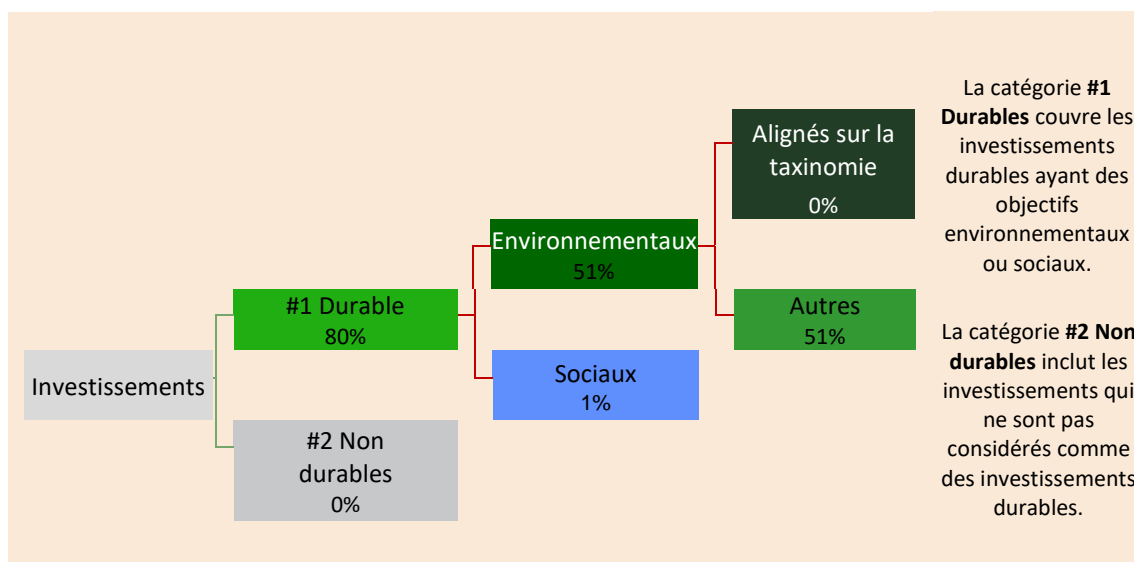 Investissements
#1 Durable
80%
#2 Non
durables
0%
Environnementaux
51%
Sociaux
1%
Alignés sur la
taxinomie
0%
Autres
51%
La catégorie #1
Durables couvre les
investissements
durables ayant des
objectifs
environnementaux
ou sociaux.
La catégorie #2 Non
durables inclut les
investissements qui
ne sont pas
considérés comme
des investissements
durables.